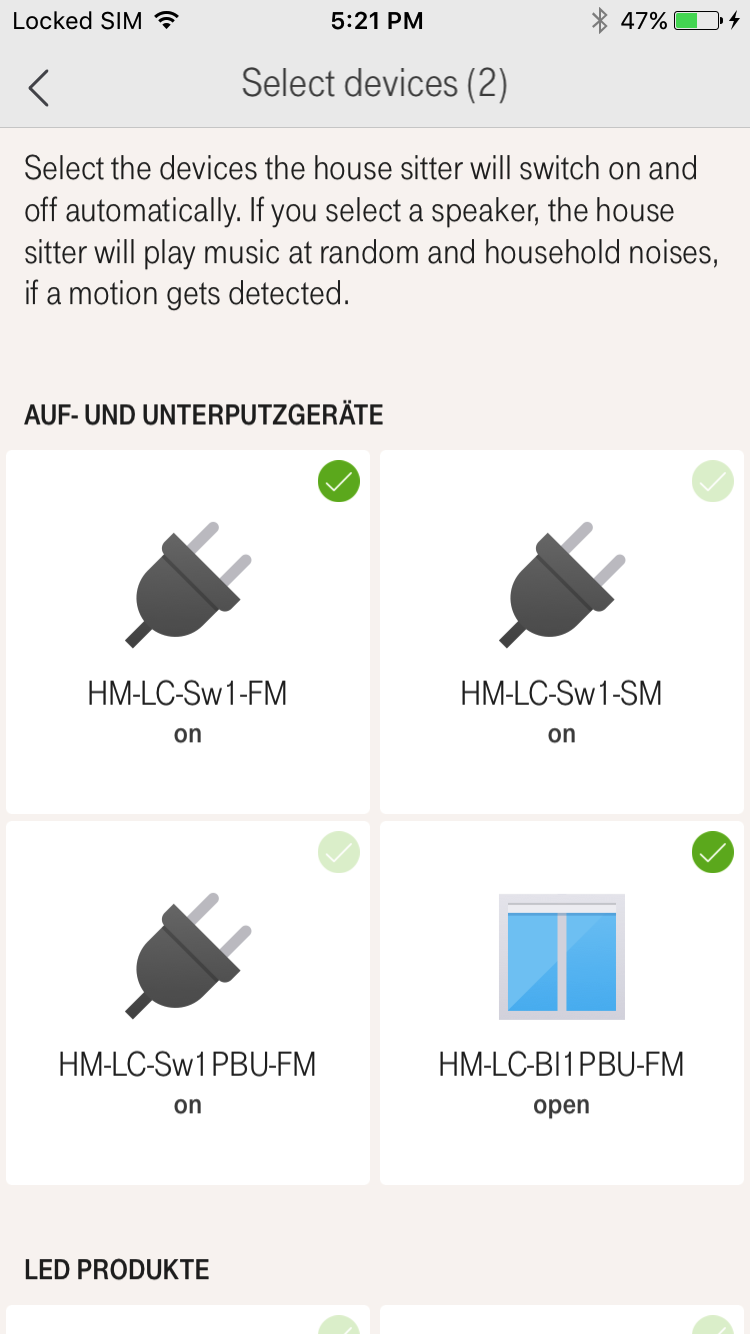 Locked SIM 5:21 PM 47%
Select devices (2)
Select the devices the house sitter will switch on and
off automatically. If you select a speaker, the house
sitter will play music at random and household noises,
if a motion gets detected.
AUF- UND UNTERPUTZGERÄTE
HM-LC-Sw1-FM
on
HM-LC-Sw1-SM
on
HM-LC-Sw1PBU-FM
on
HM-LC-Bl1PBU-FM
open
LED PRODUKTE